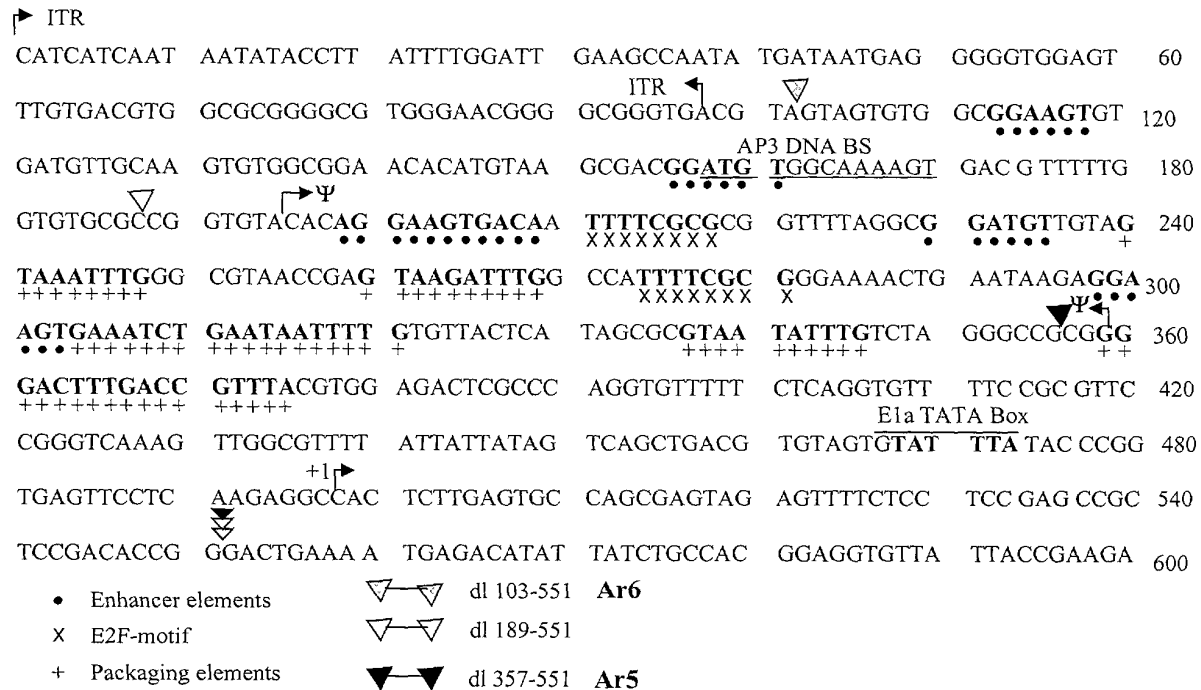 ITR
CATCATCAAT AATATACCTT ATTTTGGATT GAAGCCAATA TGATAATGAG GGGGTGGAGT 60
ITR
TTGTGACGTG GCGCGGGGCG TGGGAACGGG GCGGGTGACG TAGTAGTGTG GCGGAAGTGT 120
AP3 DNA BS
GATGTTGCAA GTGTGGCGGA ACACATGTAA GCGACGGATG TGGCAAAAGT GAC G TTTTTG 180
Ψ
GTGTGCGCCG GTGTACACAG GAAGTGACAA TTTTCGCGCG GTTTTAGGCG GATGTTGTAG 240
TAAATTTGGG CGTAACCGAG TAAGATTTGG CCATTTTCGC GGGAAAACTG AATAAGAGGA 300
Ψ
AGTGAAATCT GAATAATTTT GTGTTACTCA TAGCGCGTAA TATTTGTCTA GGGCCGCGGG 360
GACTTTGACC GTTTACGTGG AGACTCGCCC AGGTGTTTTT CTCAGGTGTT TTC CGC GTTC 420
E1a TATA Box
CGGGTCAAAG TTGGCGTTTT ATTATTATAG TCAGCTGACG TGTAGTGTAT TTA TAC CCGG 480
+1
TGAGTTCCTC AAGAGGCCAC TCTTGAGTGC CAGCGAGTAG AGTTTTCTCC TCC GAG CCGC 540
TCCGACACCG GGACTGAAA A TGAGACATAT TATCTGCCAC GGAGGTGTTA TTACCGAAGA 600
• Enhancer elements
x E2F-motif
+ Packaging elements
dl 103-551 Ar6
dl 189-551
dl 357-551 Ar5